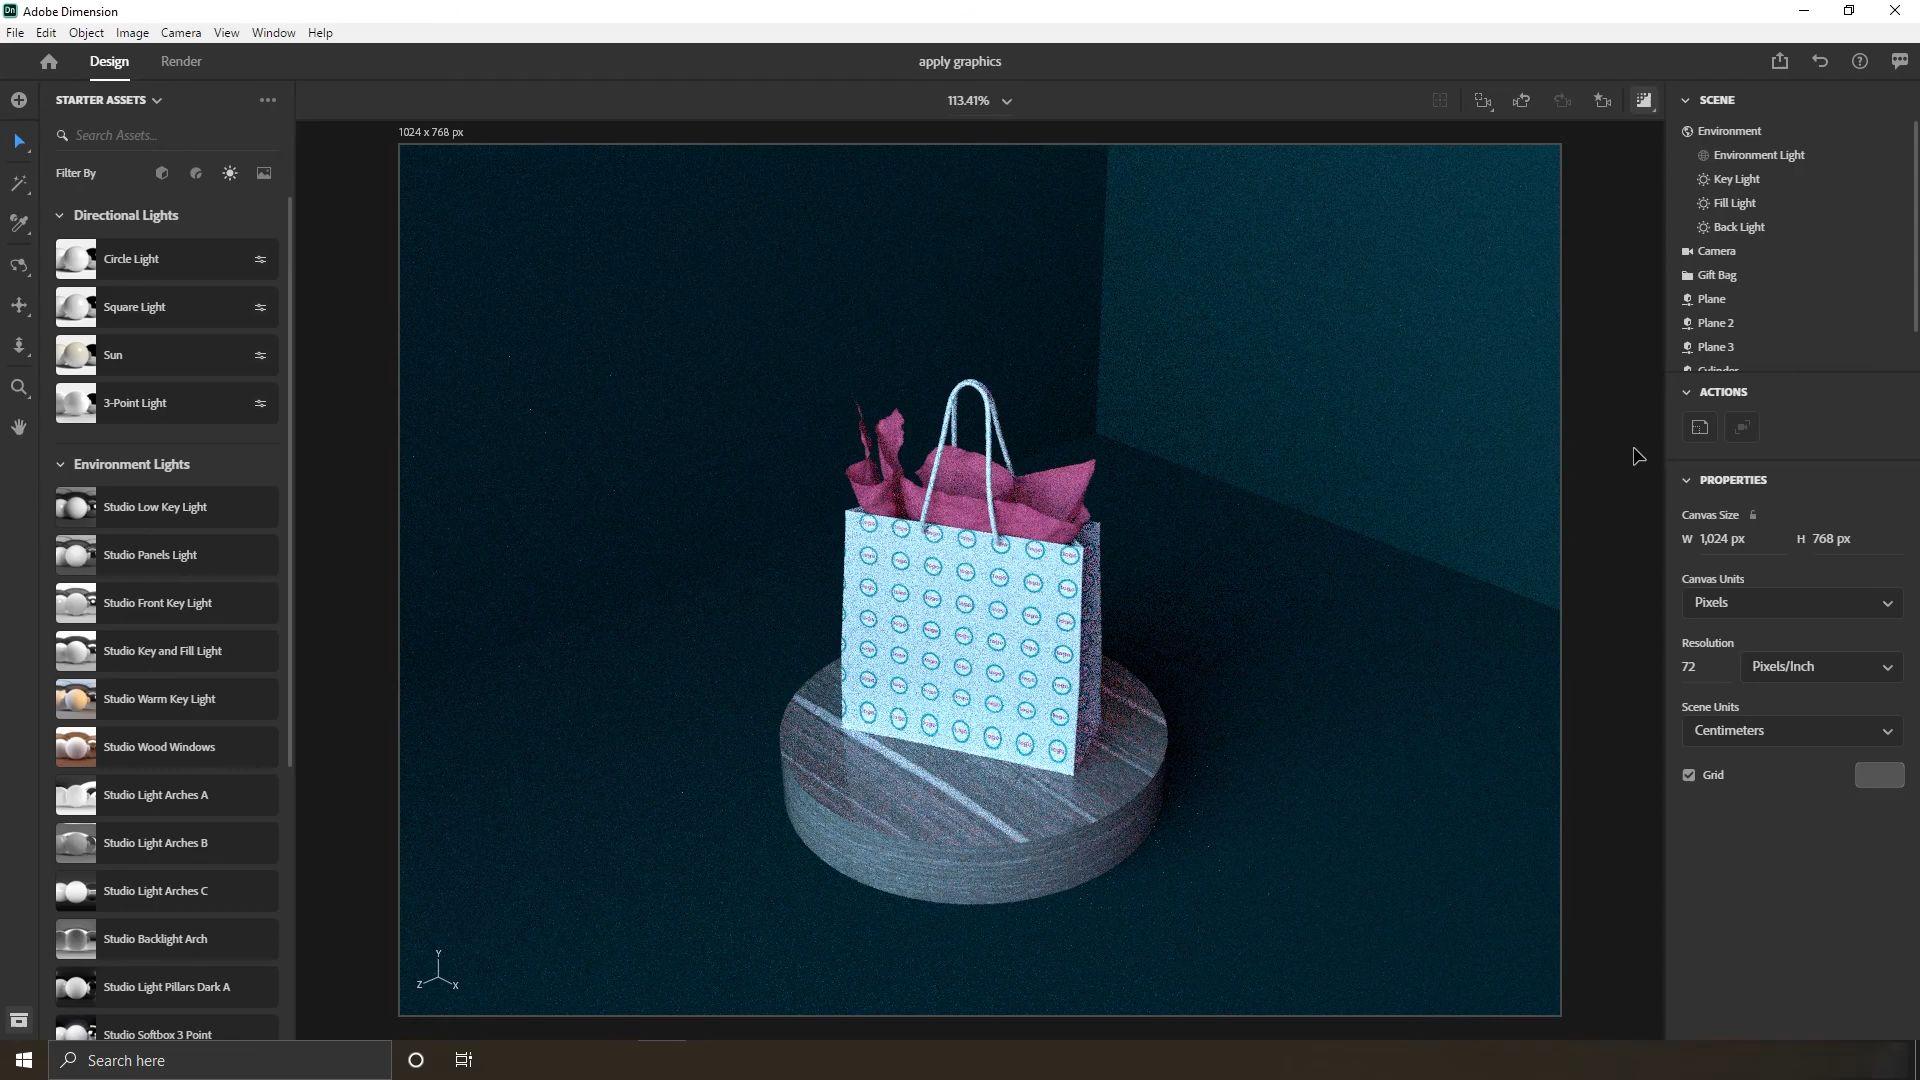 Dn Adobe Dimension
File Edit Object Image Camera View Window Help
Design Render apply graphics
STARTER ASSETS
Search Assets...
Filter By
Directional Lights
Circle Light
Square Light
Sun
3-Point Light
Environment Lights
Studio Low Key Light
Studio Panels Light
Studio Front Key Light
Studio Key and Fill Light
Studio Warm Key Light
Studio Wood Windows
Studio Light Arches A
Studio Light Arches B
Studio Light Arches C
Studio Backlight Arch
Studio Light Pillars Dark A
Studio Softbox 3 Point
113.41%
1024 x 768 px
Y
Z X
SCENE
Environment
Environment Light
Key Light
Fill Light
Back Light
Camera
Gift Bag
Plane
Plane 2
Plane 3
Cylinder
ACTIONS
PROPERTIES
Canvas Size
W 1,024 px H 768 px
Canvas Units
Pixels
Resolution
72 Pixels/Inch
Scene Units
Centimeters
Grid
Search here